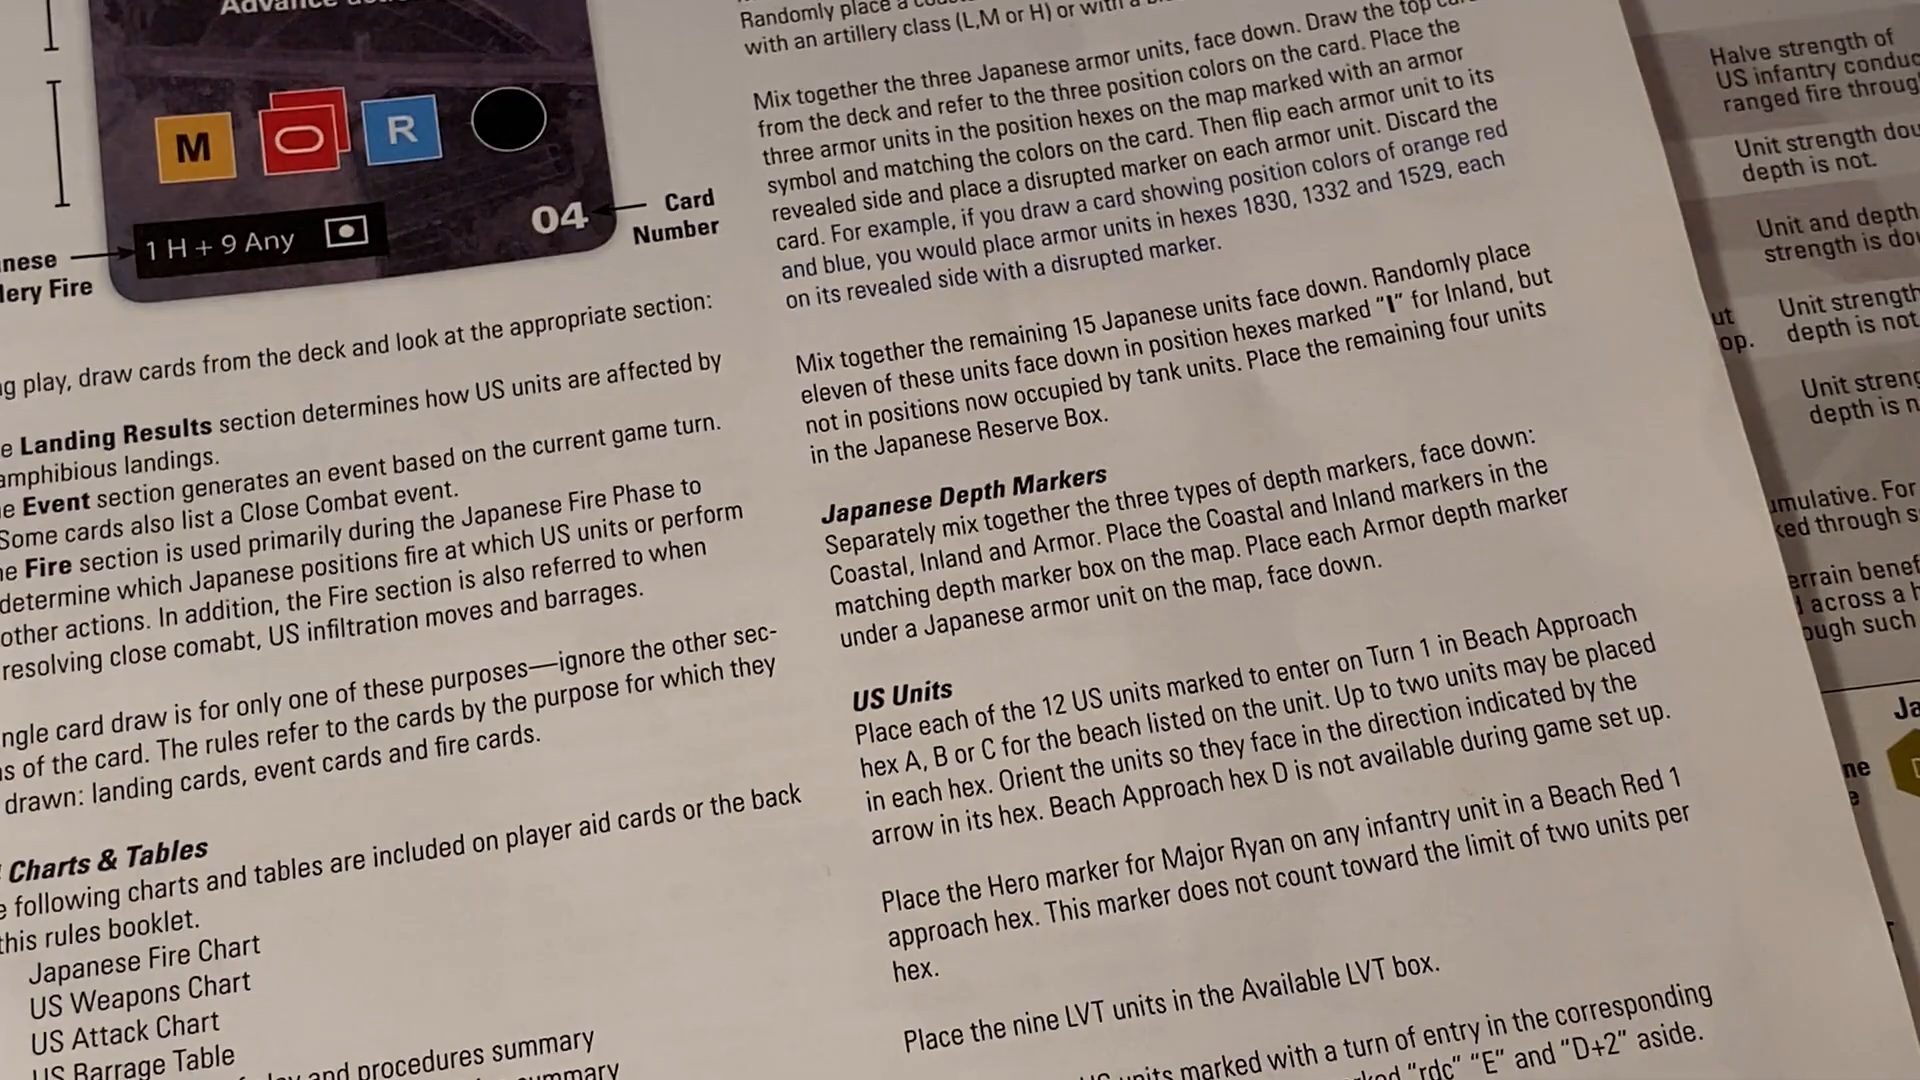 Advance
M
R
1 H + 9 Any
04
Card
Number
Fire
play, draw cards from the deck and look at the appropriate section:
Landing Results section determines how US units are affected by
amphibious landings.
Event section generates an event based on the current game turn.
Some cards also list a Close Combat event.
Fire section is used primarily during the Japanese Fire Phase to
determine which Japanese positions fire at which US units or perform
other actions. In addition, the Fire section is also referred to when
resolving close comabt, US infiltration moves and barrages.
card draw is for only one of these purposes—ignore the other sec-
of the card. The rules refer to the cards by the purpose for which they
drawn: landing cards, event cards and fire cards.
Charts & Tables
following charts and tables are included on player aid cards or the back
this rules booklet.
Japanese Fire Chart
US Weapons Chart
US Attack Chart
US Barrage Table
and procedures summary
summary
Randomly place a
with an artillery class (L,M or H) or with a
Mix together the three Japanese armor units, face down. Draw the top
from the deck and refer to the three position colors on the card. Place the
three armor units in the position hexes on the map marked with an armor
symbol and matching the colors on the card. Then flip each armor unit to its
revealed side and place a disrupted marker on each armor unit. Discard the
card. For example, if you draw a card showing position colors of orange red
and blue, you would place armor units in hexes 1830, 1332 and 1529, each
on its revealed side with a disrupted marker.
Mix together the remaining 15 Japanese units face down. Randomly place
eleven of these units face down in position hexes marked "I" for Inland, but
not in positions now occupied by tank units. Place the remaining four units
in the Japanese Reserve Box.
Japanese Depth Markers
Separately mix together the three types of depth markers, face down:
Coastal, Inland and Armor. Place the Coastal and Inland markers in the
matching depth marker box on the map. Place each Armor depth marker
under a Japanese armor unit on the map, face down.
US Units
Place each of the 12 US units marked to enter on Turn 1 in Beach Approach
hex A, B or C for the beach listed on the unit. Up to two units may be placed
in each hex. Orient the units so they face in the direction indicated by the
arrow in its hex. Beach Approach hex D is not available during game set up.
Place the Hero marker for Major Ryan on any infantry unit in a Beach Red 1
approach hex. This marker does not count toward the limit of two units per
hex.
Place the nine LVT units in the Available LVT box.
units marked with a turn of entry in the corresponding
"rdc" "E" and "D+2" aside.
Halve strength of
US infantry
ranged fire
Unit strength
depth is not.
Unit and depth
strength is
Unit strength
depth is not
Unit
depth is
For
through
benef
across a
such